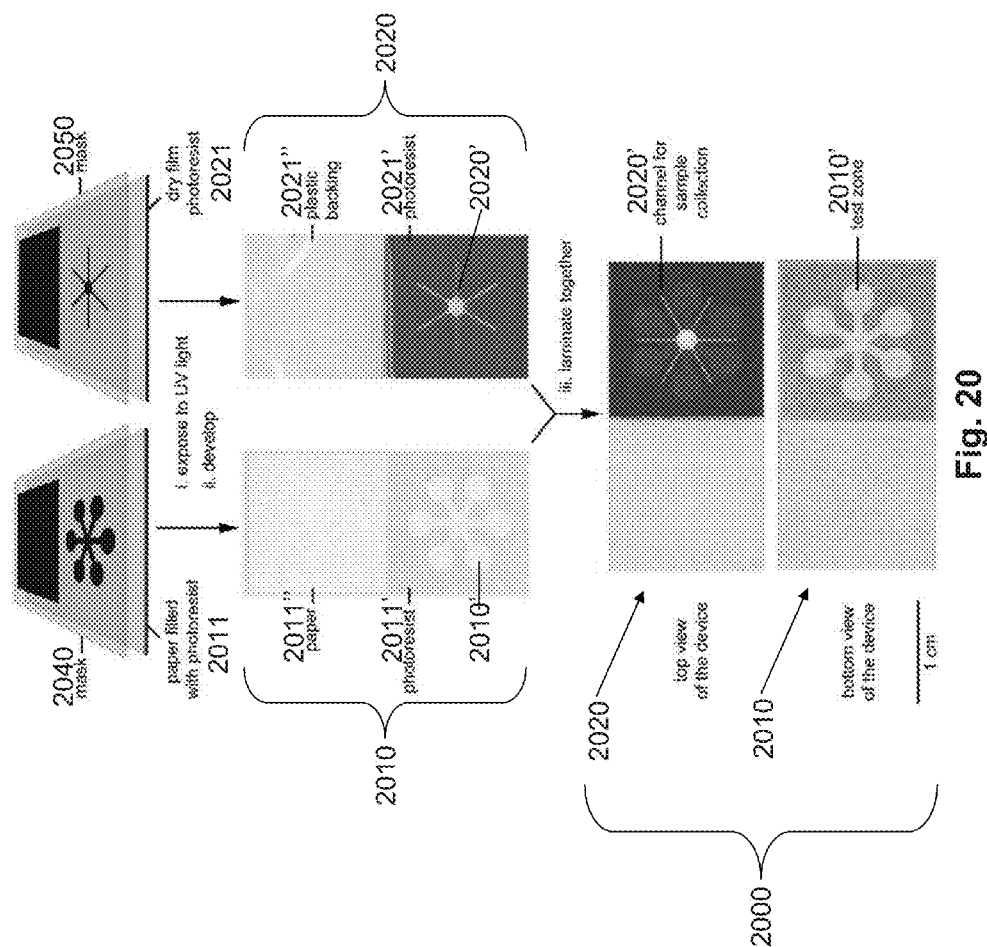 2040
mask
2050
mask
paper filled
with photoresist
2011
i. expose to UV light
ii. develop
dry film
photoresist
2021
2010
2011''
paper
2011'
photoresist
2010'
2021''
plastic
backing
2021'
photoresist
2020'
2020
iii. laminate together
2020
top view
of the device
2020'
channel for
sample
collection
2010
bottom view
of the device
2010'
test zone
1 cm
2000
Fig. 20